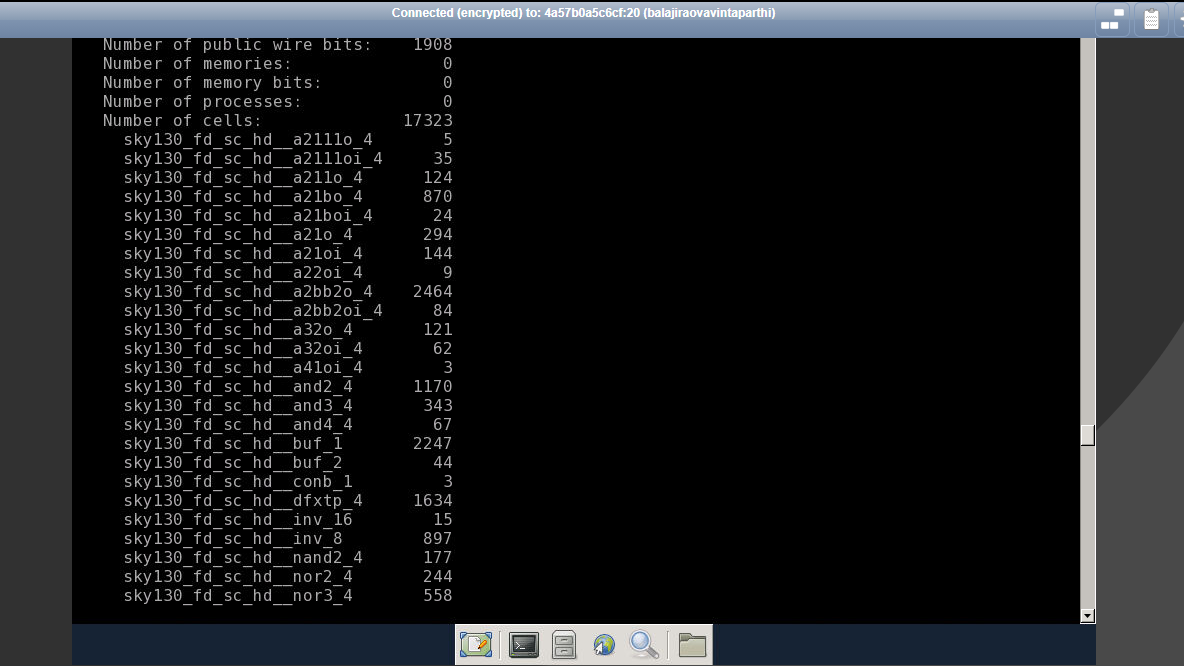 Connected (encrypted) to: 4a57b0a5c6cf:20 (balajiraovavintaparthi)
Number of public wire bits: 1908
Number of memories: 0
Number of memory bits: 0
Number of processes: 0
Number of cells: 17323
sky130_fd_sc_hd__a2111o_4 5
sky130_fd_sc_hd__a2111oi_4 35
sky130_fd_sc_hd__a211o_4 124
sky130_fd_sc_hd__a21bo_4 870
sky130_fd_sc_hd__a21boi_4 24
sky130_fd_sc_hd__a21o_4 294
sky130_fd_sc_hd__a21oi_4 144
sky130_fd_sc_hd__a22oi_4 9
sky130_fd_sc_hd__a2bb2o_4 2464
sky130_fd_sc_hd__a2bb2oi_4 84
sky130_fd_sc_hd__a32o_4 121
sky130_fd_sc_hd__a32oi_4 62
sky130_fd_sc_hd__a41oi_4 3
sky130_fd_sc_hd__and2_4 1170
sky130_fd_sc_hd__and3_4 343
sky130_fd_sc_hd__and4_4 67
sky130_fd_sc_hd__buf_1 2247
sky130_fd_sc_hd__buf_2 44
sky130_fd_sc_hd__conb_1 3
sky130_fd_sc_hd__dfxtp_4 1634
sky130_fd_sc_hd__inv_16 15
sky130_fd_sc_hd__inv_8 897
sky130_fd_sc_hd__nand2_4 177
sky130_fd_sc_hd__nor2_4 244
sky130_fd_sc_hd__nor3_4 558